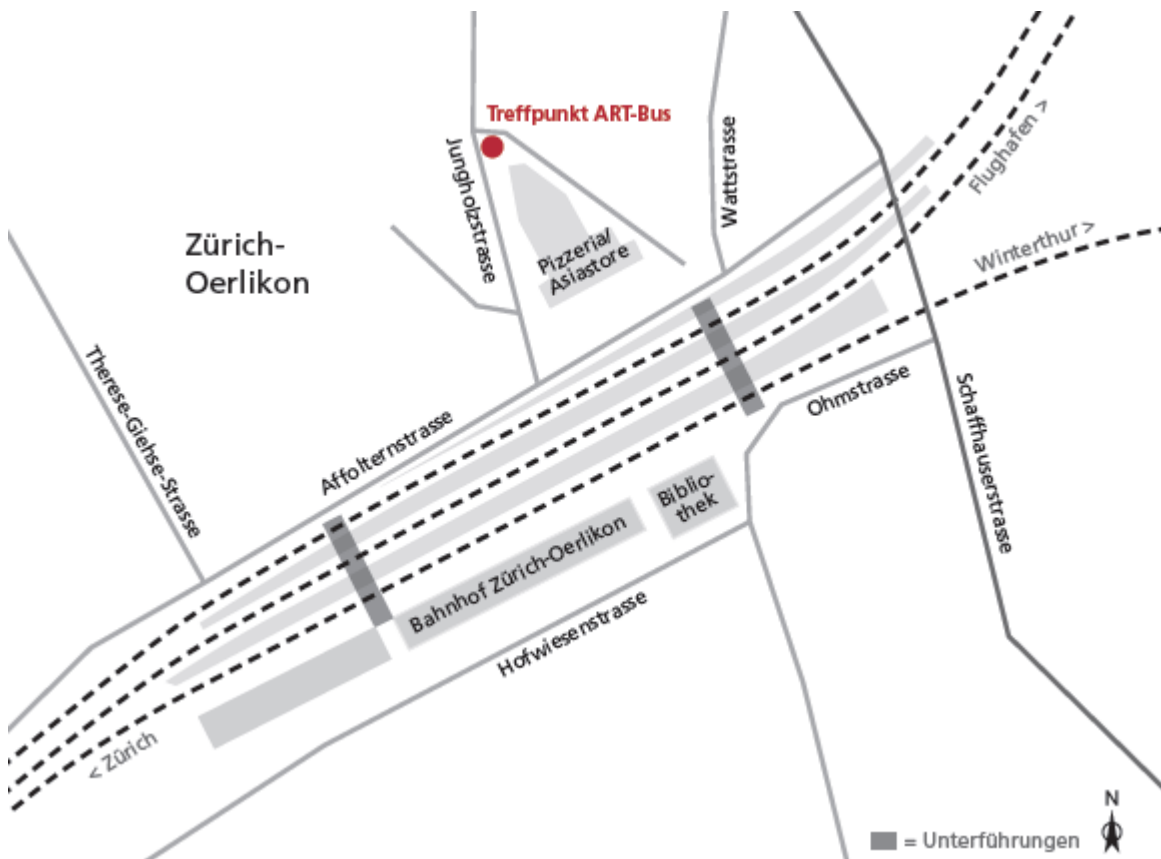 Treffpunkt ART-Bus
Jungholzstrasse
Wattstrasse
Flughafen >
Zürich-
Oerlikon
Pizzeria/
Asiastore
Winterthur >
Therese-Giehse-Strasse
Affolternstrasse
Ohmstrasse
Schaffhauserstrasse
Biblio-
thek
Bahnhof Zürich-Oerlikon
Hofwiesenstrasse
< Zürich
N
= Unterführungen